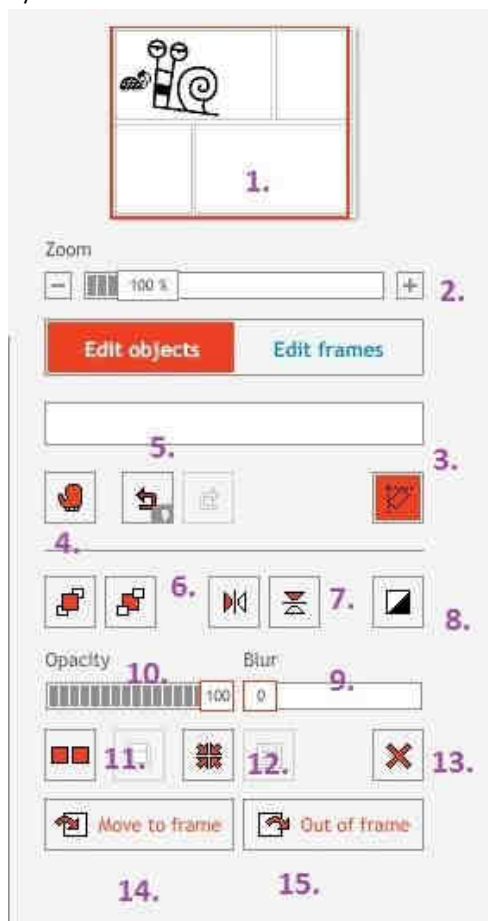 1.
Zoom
− 100 % + 2.
Edit objects Edit frames
5.
3.
4.
6. 7. 8.
Opacity Blur
10. 9.
100 0
11. 12. 13.
Move to frame Out of frame
14. 15.